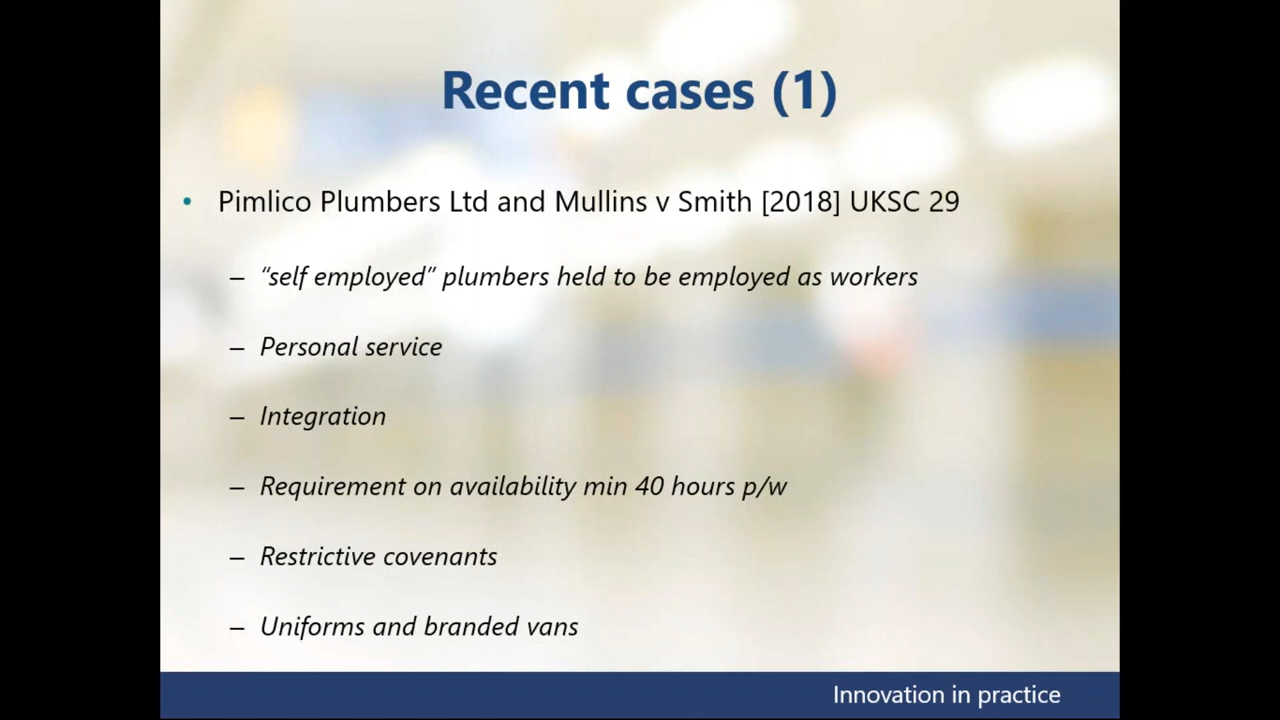 Recent cases (1)
• Pimlico Plumbers Ltd and Mullins v Smith [2018] UKSC 29
– “self employed” plumbers held to be employed as workers
– Personal service
– Integration
– Requirement on availability min 40 hours p/w
– Restrictive covenants
– Uniforms and branded vans
Innovation in practice